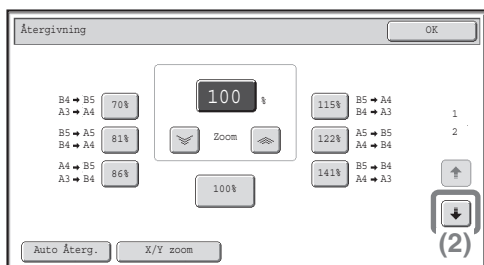 Återgivning
OK
B4 → B5
A3 → A4
70%
B5 → A5
B4 → A4
81%
A4 → B5
A3 → B4
86%
100 %
Zoom
100%
115%
B5 → A4
B4 → A3
122%
A5 → B5
A4 → B4
141%
B5 → B4
A4 → A3
1
2
(2)
Auto Återg.
X/Y zoom